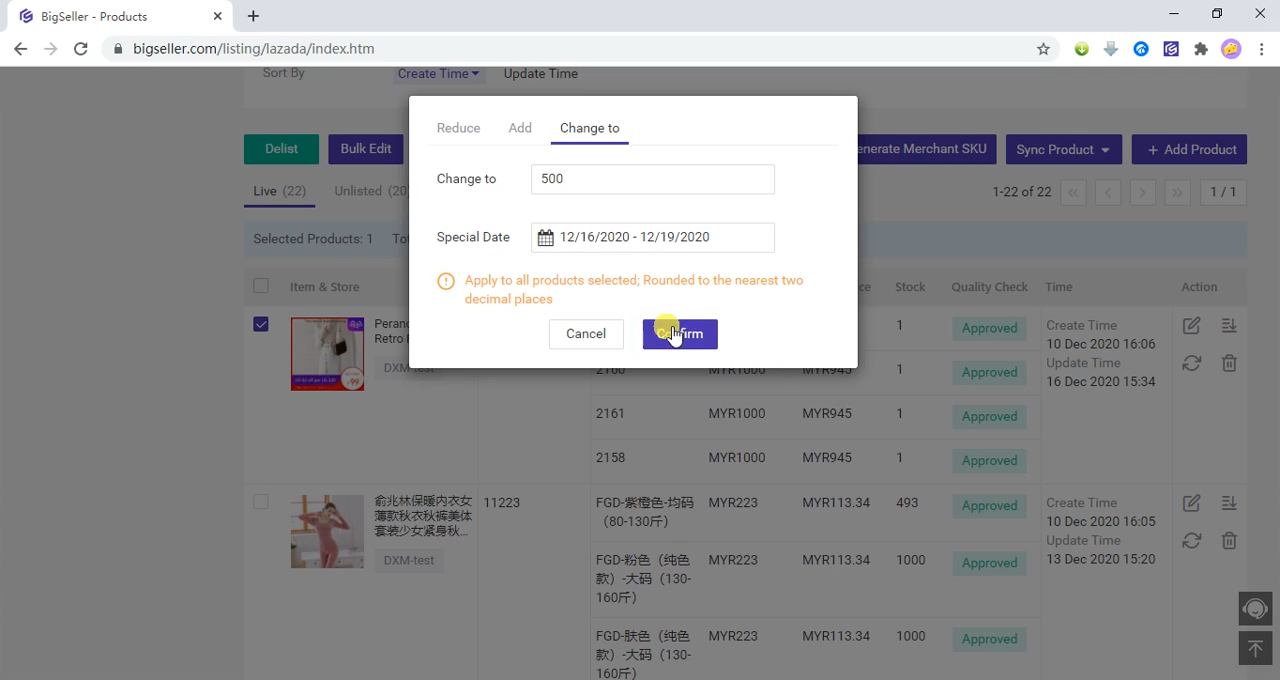 BigSeller - Products
bigseller.com/listing/lazada/index.htm
Sort By Create Time Update Time
Reduce Add Change to
Delist Bulk Edit enerate Merchant SKU Sync Product + Add Product
Change to 500
Live (22) Unlisted (20 1-22 of 22 1 / 1
Special Date 12/16/2020 - 12/19/2020
Selected Products: 1
Apply to all products selected; Rounded to the nearest two
decimal places
Item & Store Stock Quality Check Time Action
Cancel
1 Approved Create Time
10 Dec 2020 16:06
Retro
Update Time
16 Dec 2020 15:34
1 Approved
2161 MYR1000 MYR945 1 Approved
2158 MYR1000 MYR945 1 Approved
俞兆林保暖内衣女
薄款秋衣秋裤美体
套装少女紧身秋...
DXM-test
11223
FGD-紫橙色-均码
(80-130斤)
MYR223 MYR113.34 493 Approved
Create Time
10 Dec 2020 16:05
Update Time
13 Dec 2020 15:20
FGD-粉色（纯色
款）-大码（130-
160斤）
MYR223 MYR113.34 1000 Approved
FGD-肤色（纯色
款）-大码（130-
160斤）
MYR223 MYR113.34 1000 Approved